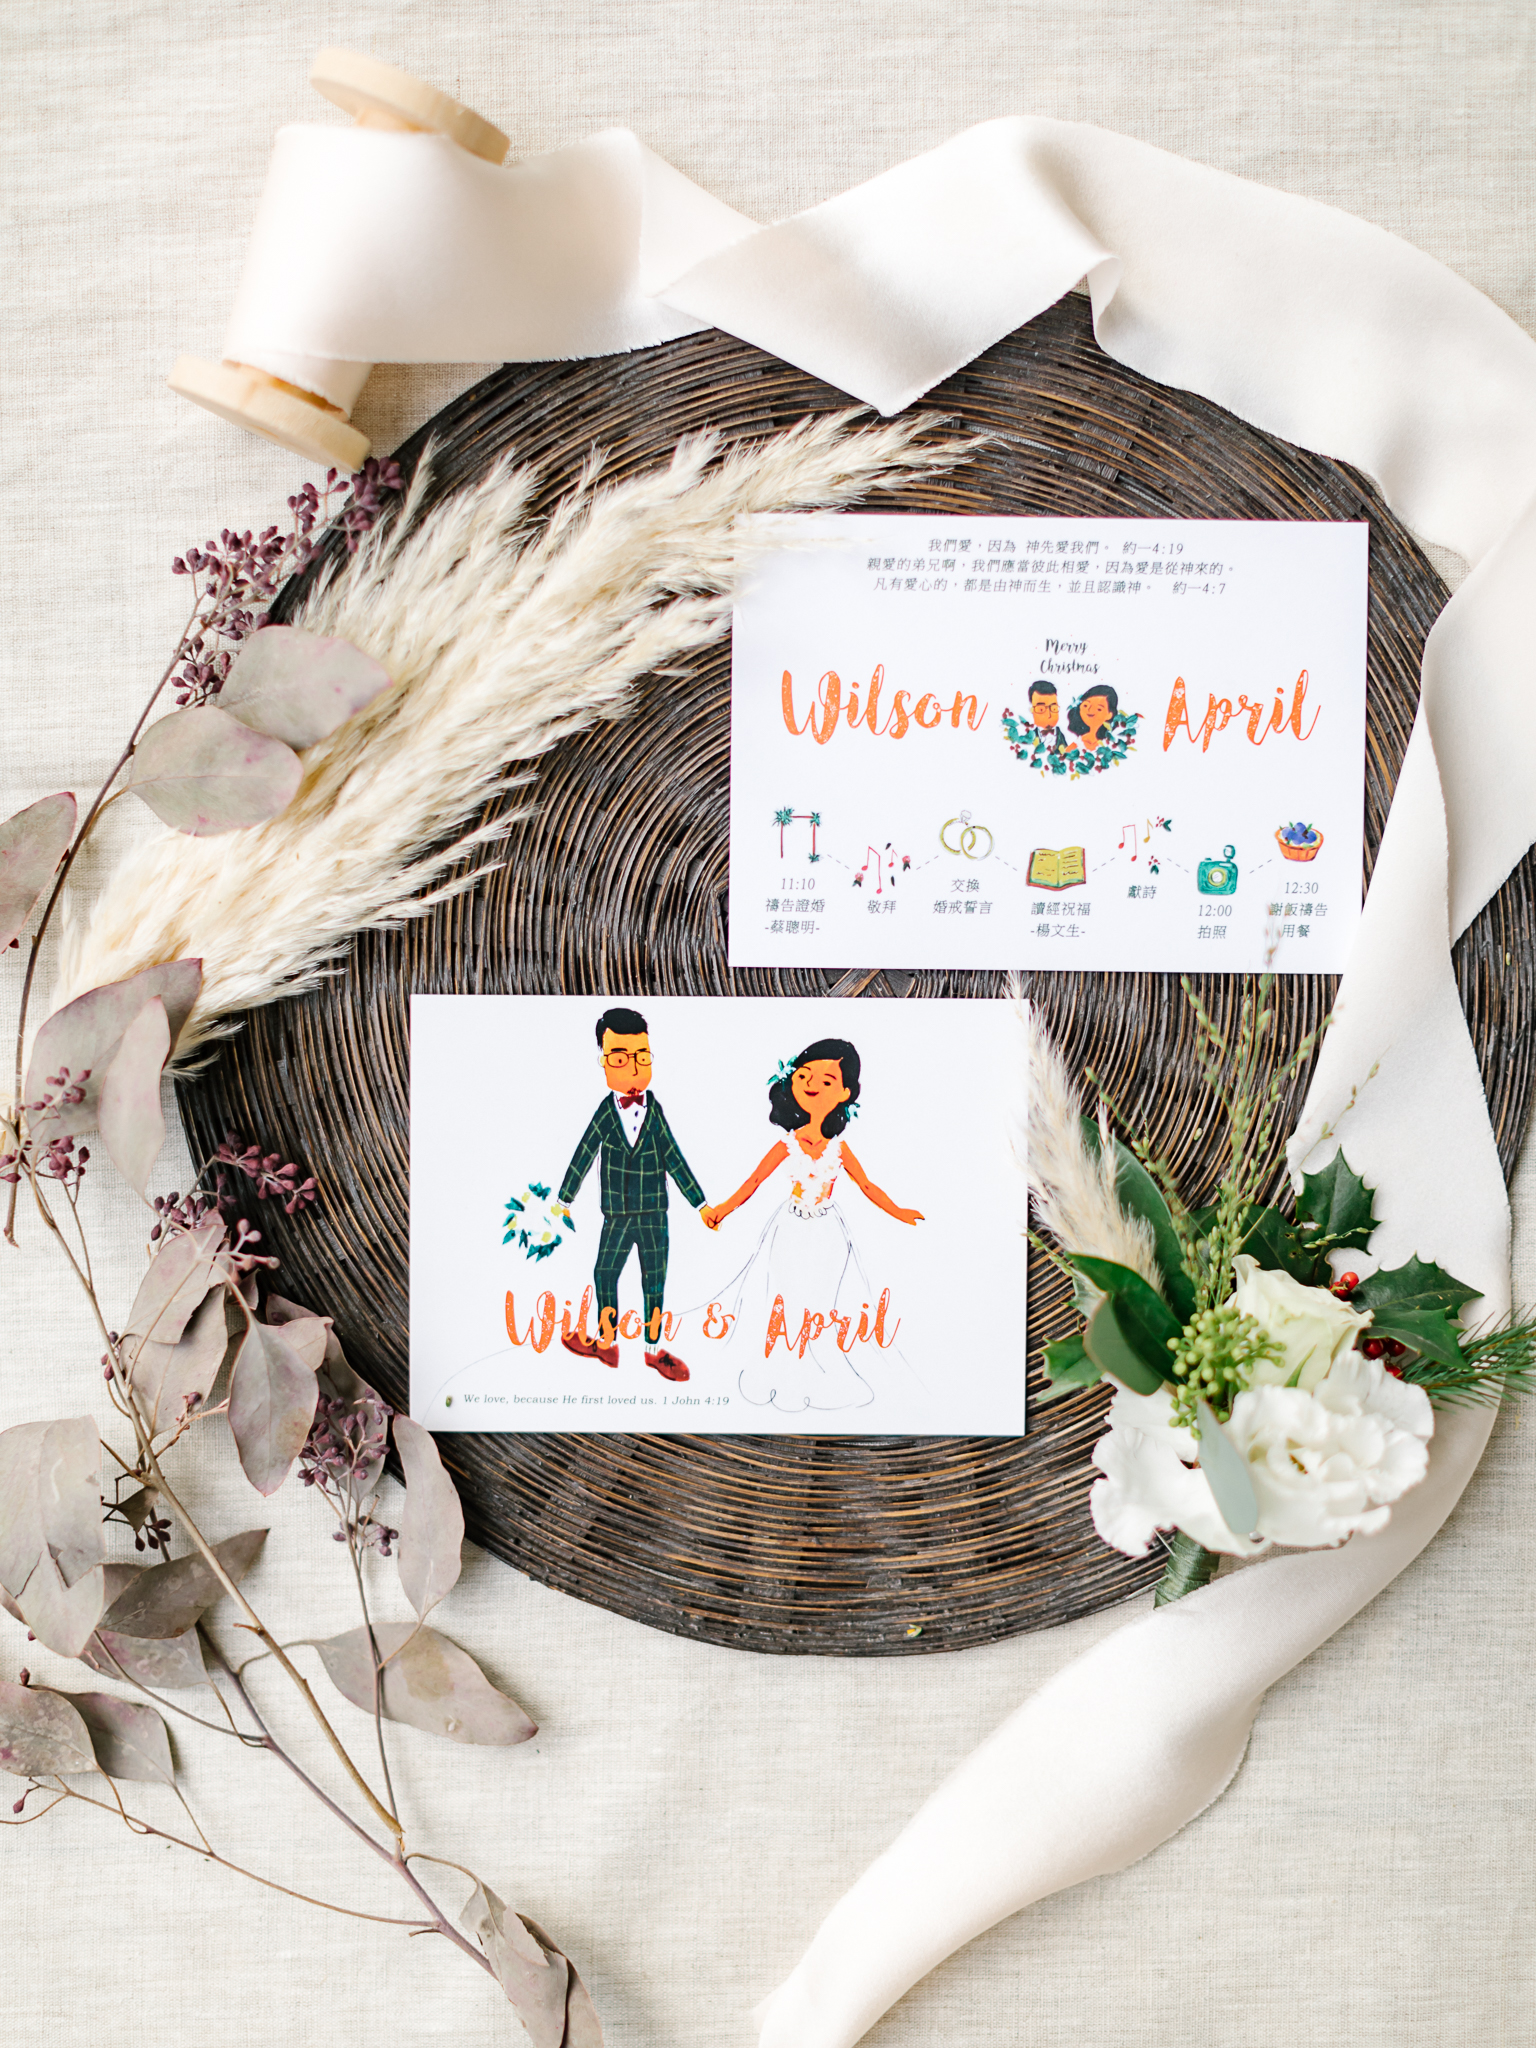 我們愛，因為 神先愛我們。 約一4:19
親愛的弟兄啊，我們應當彼此相愛，因為愛是從神來的。
凡有愛心的，都是由神而生，並且認識神。 約一4:7
Merry
Christmas
Wilson April
11:10
禱告證婚
-蔡聰明-
敬拜
交換
婚戒誓言
讀經祝福
-楊文生-
獻詩
12:00
拍照
12:30
謝飯禱告
用餐
Wilson & April
We love, because He first loved us. 1 John 4:19